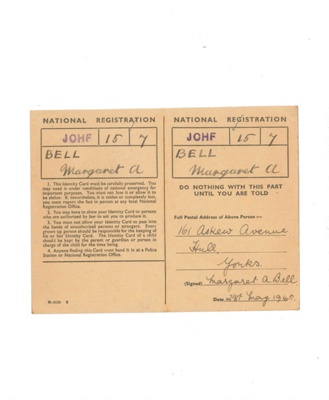 NATIONAL REGISTRATION
JOHF 15 7
BELL
Margaret A
1. This Identity Card must be carefully preserved. You
may need it under conditions of national emergency for
important purposes. You must not lose it or allow it to
be stolen. If, nevertheless, it is stolen or completely lost,
you must report the fact in person at any local National
Registration Office.
2. You may have to show your Identity Card to persons
who are authorised by law to ask you to produce it.
3. You must not allow your Identity Card to pass into
the hands of unauthorised persons or strangers. Every
grown up person should be responsible for the keeping of
his or her Identity Card. The Identity Card of a child
should be kept by the parent or guardian or person in
charge of the child for the time being.
4. Anyone finding this Card must hand it in at a Police
Station or National Registration Office.
NATIONAL REGISTRATION
JOHF 15 7
BELL
Margaret A
DO NOTHING WITH THIS PART
UNTIL YOU ARE TOLD
Full Postal Address of Above Person:—
161 Askew Avenue
Hull,
Yorks.
(Signed) Margaret A Bell
Date May 1940.